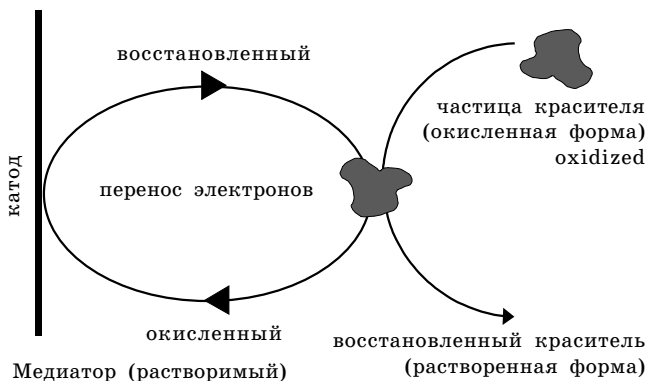 восстановленный
частица красителя
(окисленная форма)
oxidized
катод
перенос электронов
окисленный
восстановленный краситель
(растворенная форма)
Медиатор (растворимый)